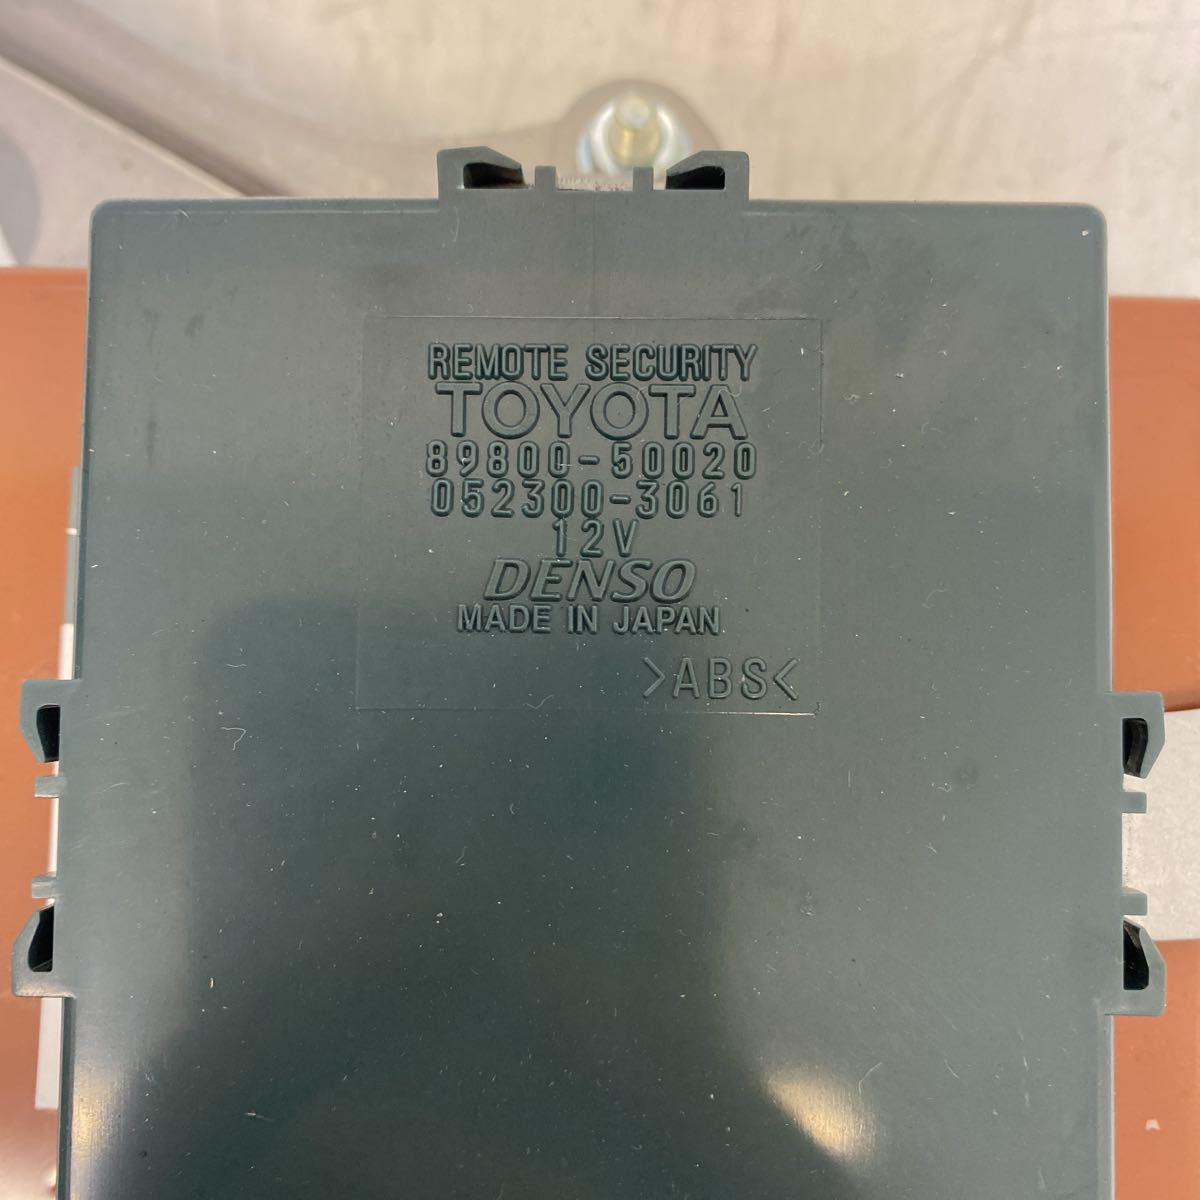 REMOTE SECURITY
TOYOTA
89800-50020
052300-3061
12V
DENSO
MADE IN JAPAN
>ABS<